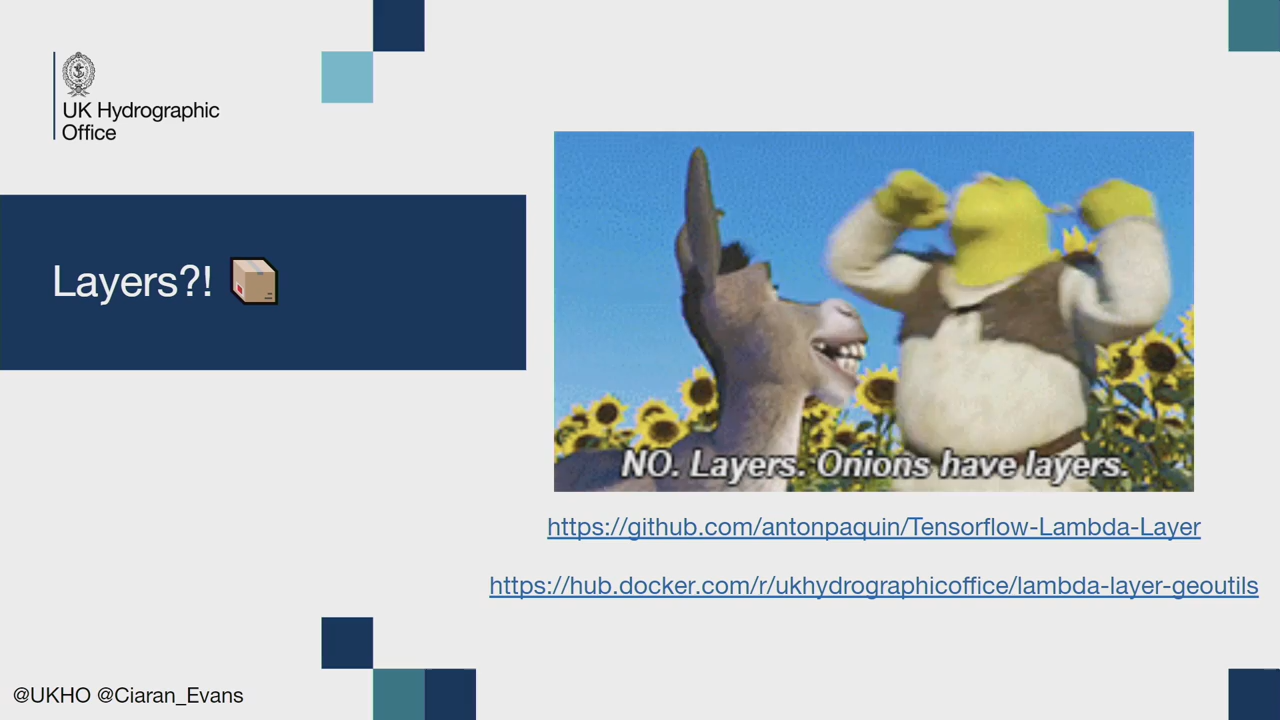 UK Hydrographic
Office
Layers?! 📦
NO. Layers. Onions have layers.
https://github.com/antonpaquin/Tensorflow-Lambda-Layer
https://hub.docker.com/r/ukhydrographicoffice/lambda-layer-geoutils
@UKHO @Ciaran_Evans